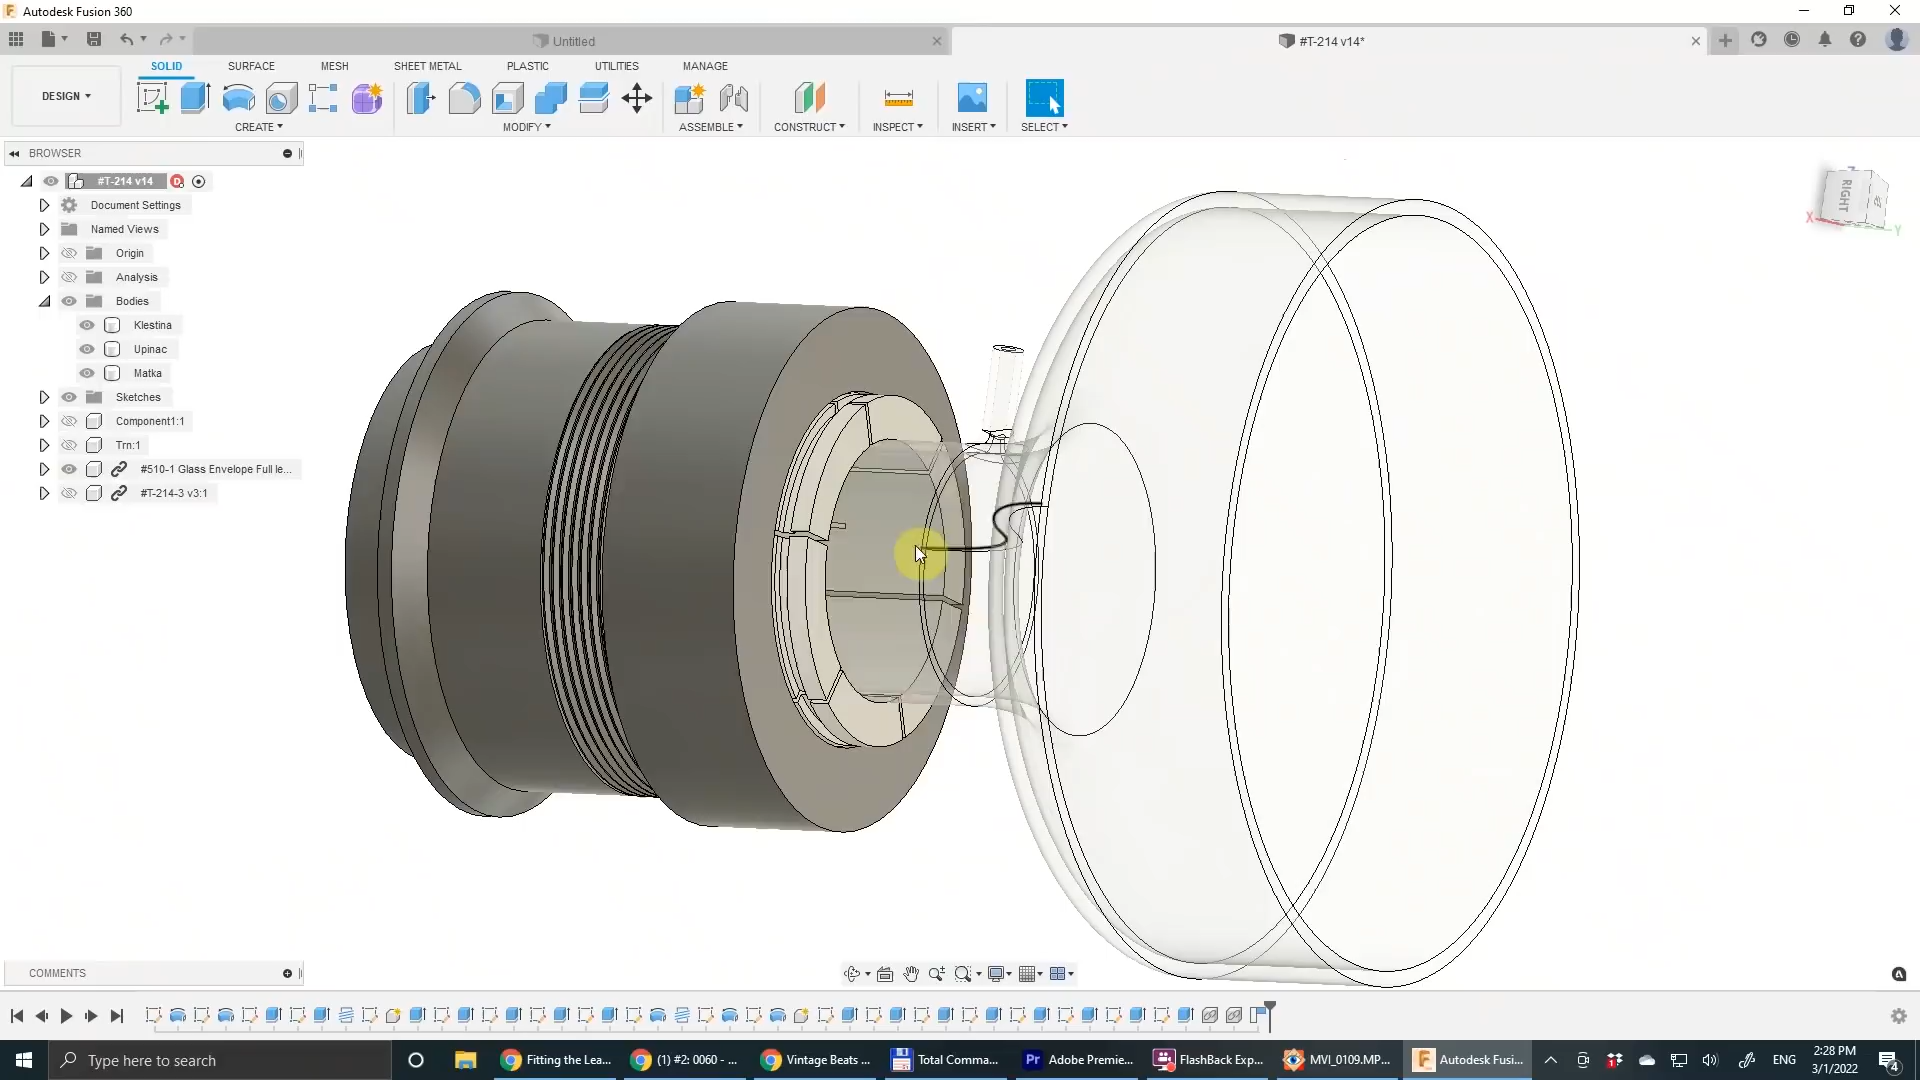 Autodesk Fusion 360
Untitled
#T-214 v14*
DESIGN
SOLID
SURFACE
MESH
SHEET METAL
PLASTIC
UTILITIES
MANAGE
CREATE
MODIFY
ASSEMBLE
CONSTRUCT
INSPECT
INSERT
SELECT
BROWSER
#T-214 v14
Document Settings
Named Views
Origin
Analysis
Bodies
Klestina
Upinac
Matka
Sketches
Component1:1
Trn:1
#510-1 Glass Envelope Full le...
#T-214-3 v3:1
RIGHT
X
Y
Z
COMMENTS
Type here to search
Fitting the Lea...
(1) #2: 0060 - ...
Vintage Beats ...
Total Comma...
Adobe Premie...
FlashBack Exp...
MVI_0109.MP...
Autodesk Fusi...
ENG
2:28 PM
3/1/2022
4